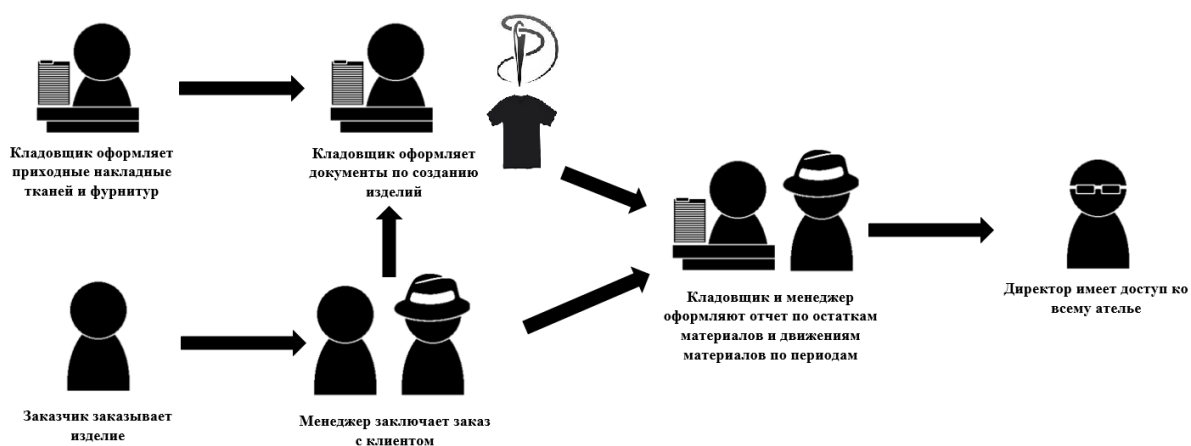 Кладовщик оформляет
приходные накладные
тканей и фурнитур
Кладовщик оформляет
документы по созданию
изделий
Кладовщик и менеджер
оформляют отчет по остаткам
материалов и движениям
материалов по периодам
Директор имеет доступ ко
всему ателье
Заказчик заказывает
изделие
Менеджер заключает заказ
с клиентом